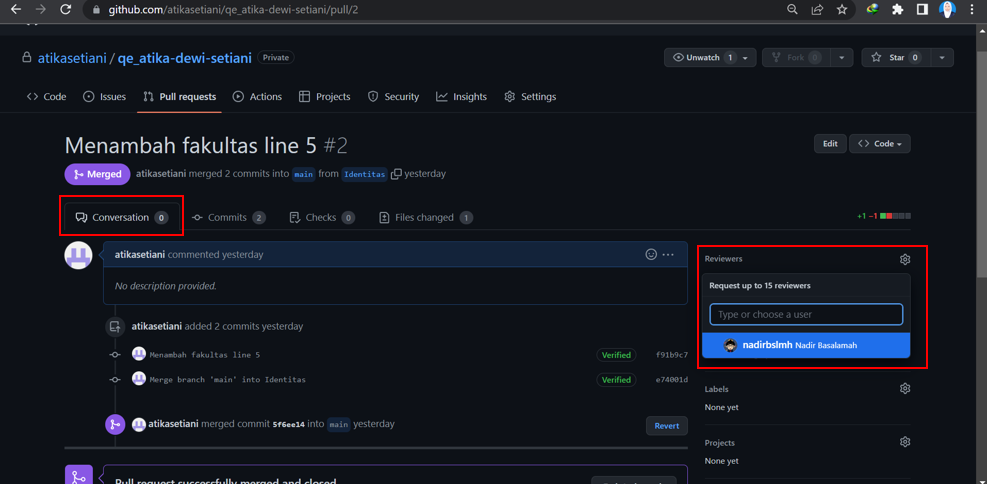 github.com/atikasetiani/qe_atika-dewi-setiani/pull/2
atikasetiani / qe_atika-dewi-setiani Private
Unwatch 1
Fork 0
Star 0
Code
Issues
Pull requests
Actions
Projects
Security
Insights
Settings
Menambah fakultas line 5 #2
Edit
Code
Merged
atikasetiani merged 2 commits into main from Identitas yesterday
Conversation 0
Commits 2
Checks 0
Files changed 1
+1 −1
atikasetiani commented yesterday
No description provided.
atikasetiani added 2 commits yesterday
Menambah fakultas line 5 Verified f91b9c7
Merge branch 'main' into Identitas Verified e74001d
atikasetiani merged commit 5f6ee14 into main yesterday
Revert
Pull request successfully merged and closed
Reviewers
Request up to 15 reviewers
Type or choose a user
nadirbslmh Nadir Basalamah
Labels
None yet
Projects
None yet